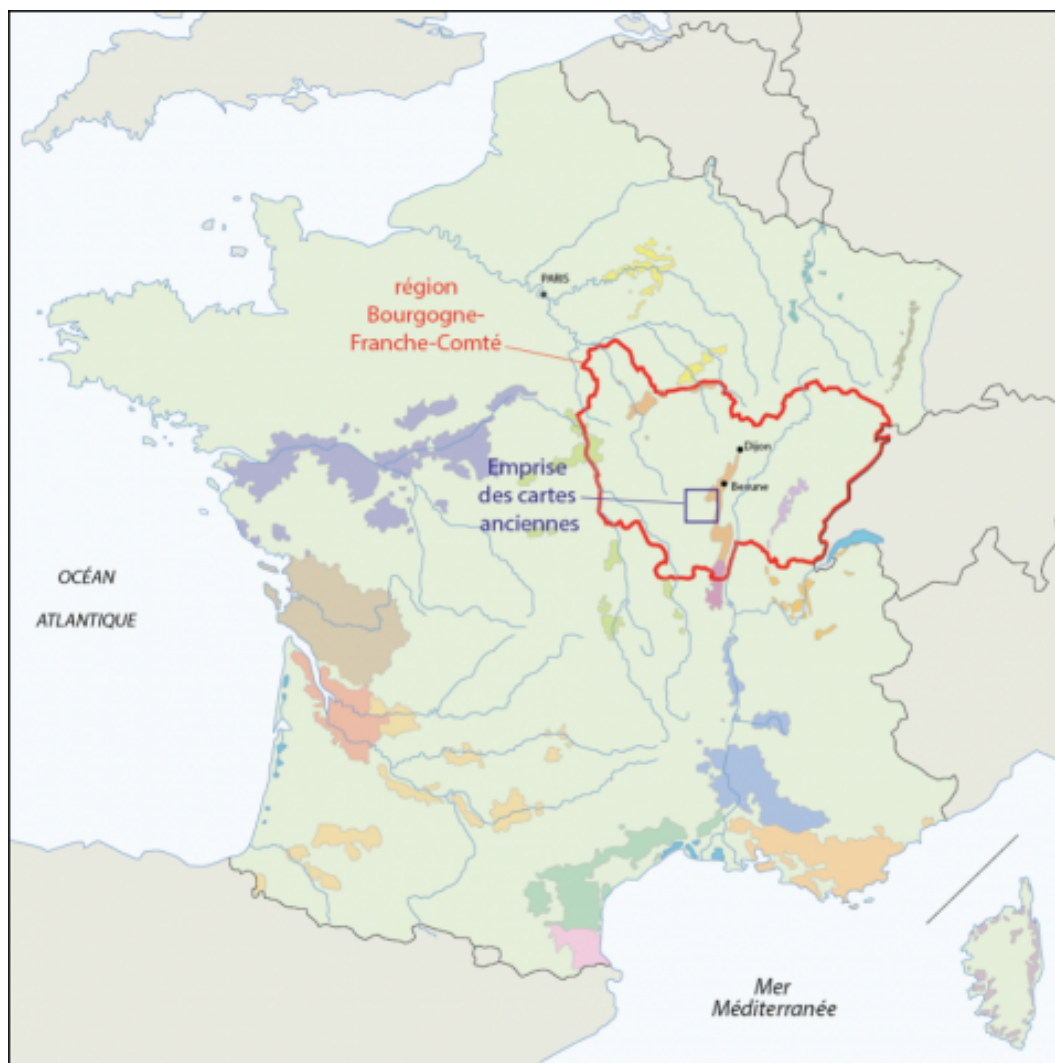 PARIS
région
Bourgogne-
Franche-Comté
Dijon
Emprise
des cartes
anciennes
Beaune
OCÉAN
ATLANTIQUE
Mer
Méditerranée